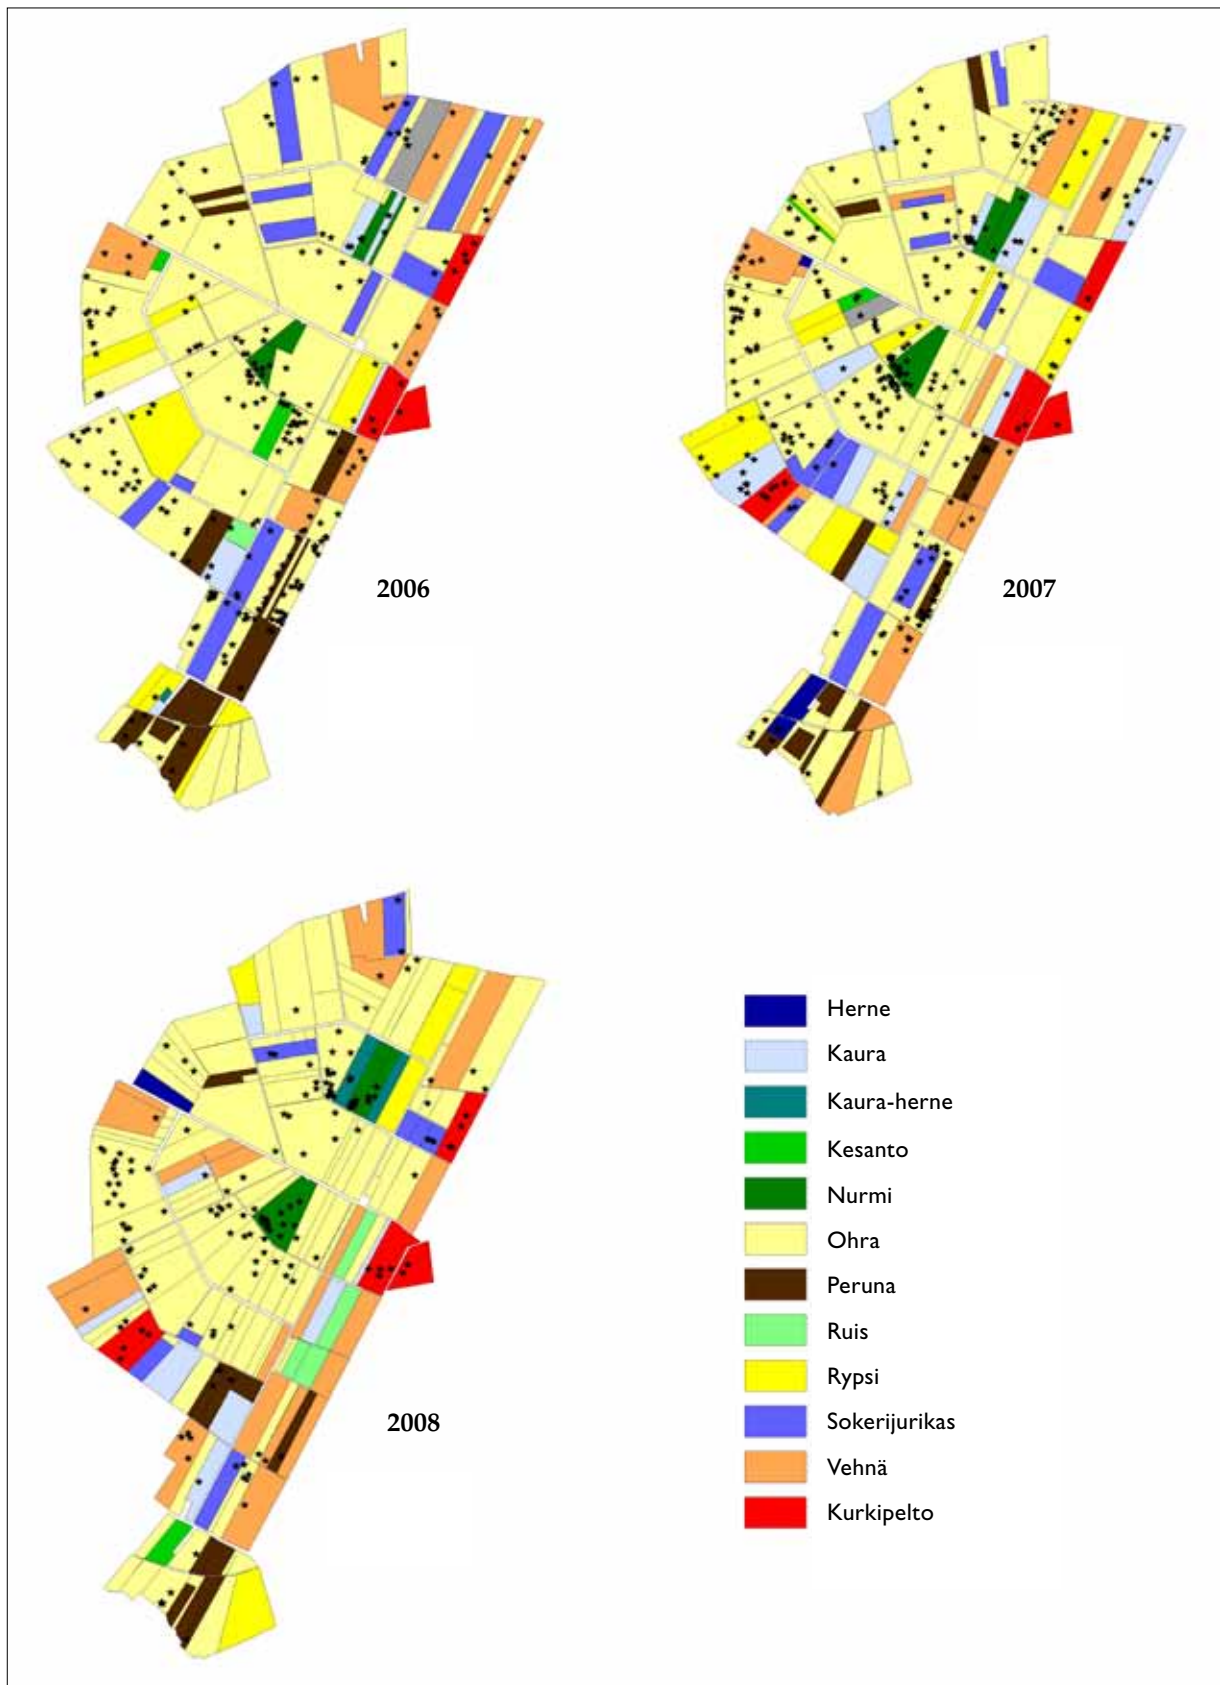 2006
2007
2008
Herne
Kaura
Kaura-herne
Kesanto
Nurmi
Ohra
Peruna
Ruis
Rypsi
Sokerijurikas
Vehnä
Kurkipelto